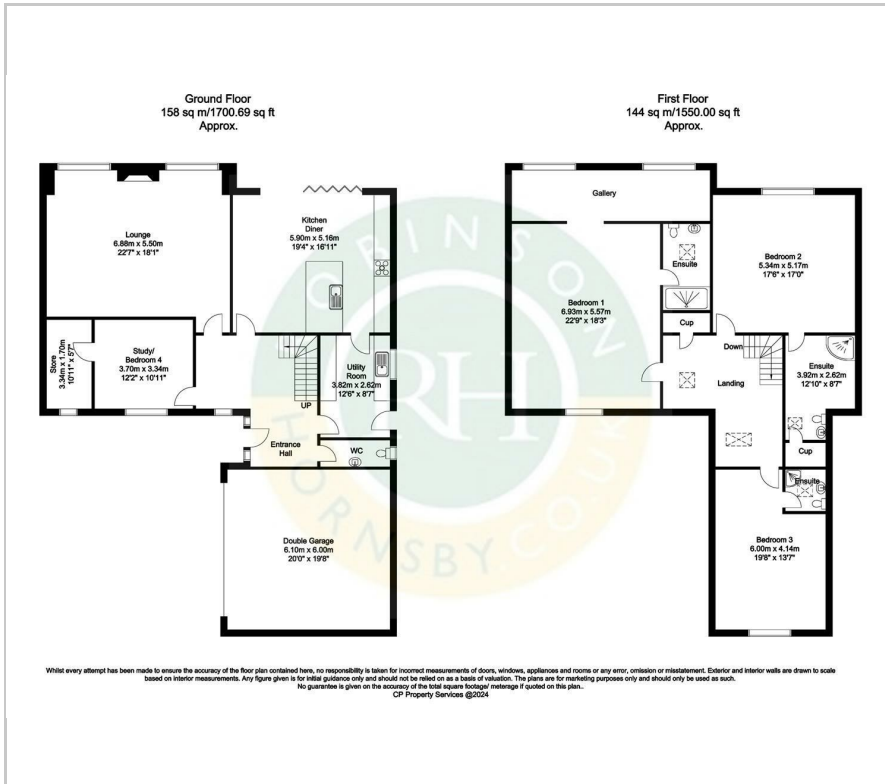 Ground Floor
158 sq m/1700.69 sq ft
Approx.
Lounge
6.88m x 5.50m
22'7" x 18'1"
Kitchen
Diner
5.90m x 5.16m
19'4" x 16'11"
Store
3.34m x 1.70m
10'11" x 5'7"
Study/
Bedroom 4
3.70m x 3.34m
12'2" x 10'11"
UP
Utility
Room
3.82m x 2.62m
12'6" x 8'7"
Entrance
Hall
WC
Double Garage
6.10m x 6.00m
20'0" x 19'8"
First Floor
144 sq m/1550.00 sq ft
Approx.
Gallery
Bedroom 1
6.93m x 5.57m
22'9" x 18'3"
Ensuite
Cup
Bedroom 2
5.34m x 5.17m
17'6" x 17'0"
Down
Landing
Ensuite
3.92m x 2.62m
12'10" x 8'7"
Cup
Ensuite
Bedroom 3
6.00m x 4.14m
19'8" x 13'7"
ROBINSON
RH
HORNSBY CO.UK
Whilst every attempt has been made to ensure the accuracy of the floor plan contained here, no responsibility is taken for incorrect measurements of doors, windows, appliances and rooms or any error, omission or misstatement. Exterior and interior walls are drawn to scale
based on interior measurements. Any figure given is for initial guidance only and should not be relied on as a basis of valuation. The plans are for marketing purposes only and should only be used as such.
No guarantee is given on the accuracy of the total square footage/ meterage if quoted on this plan..
CP Property Services @2024